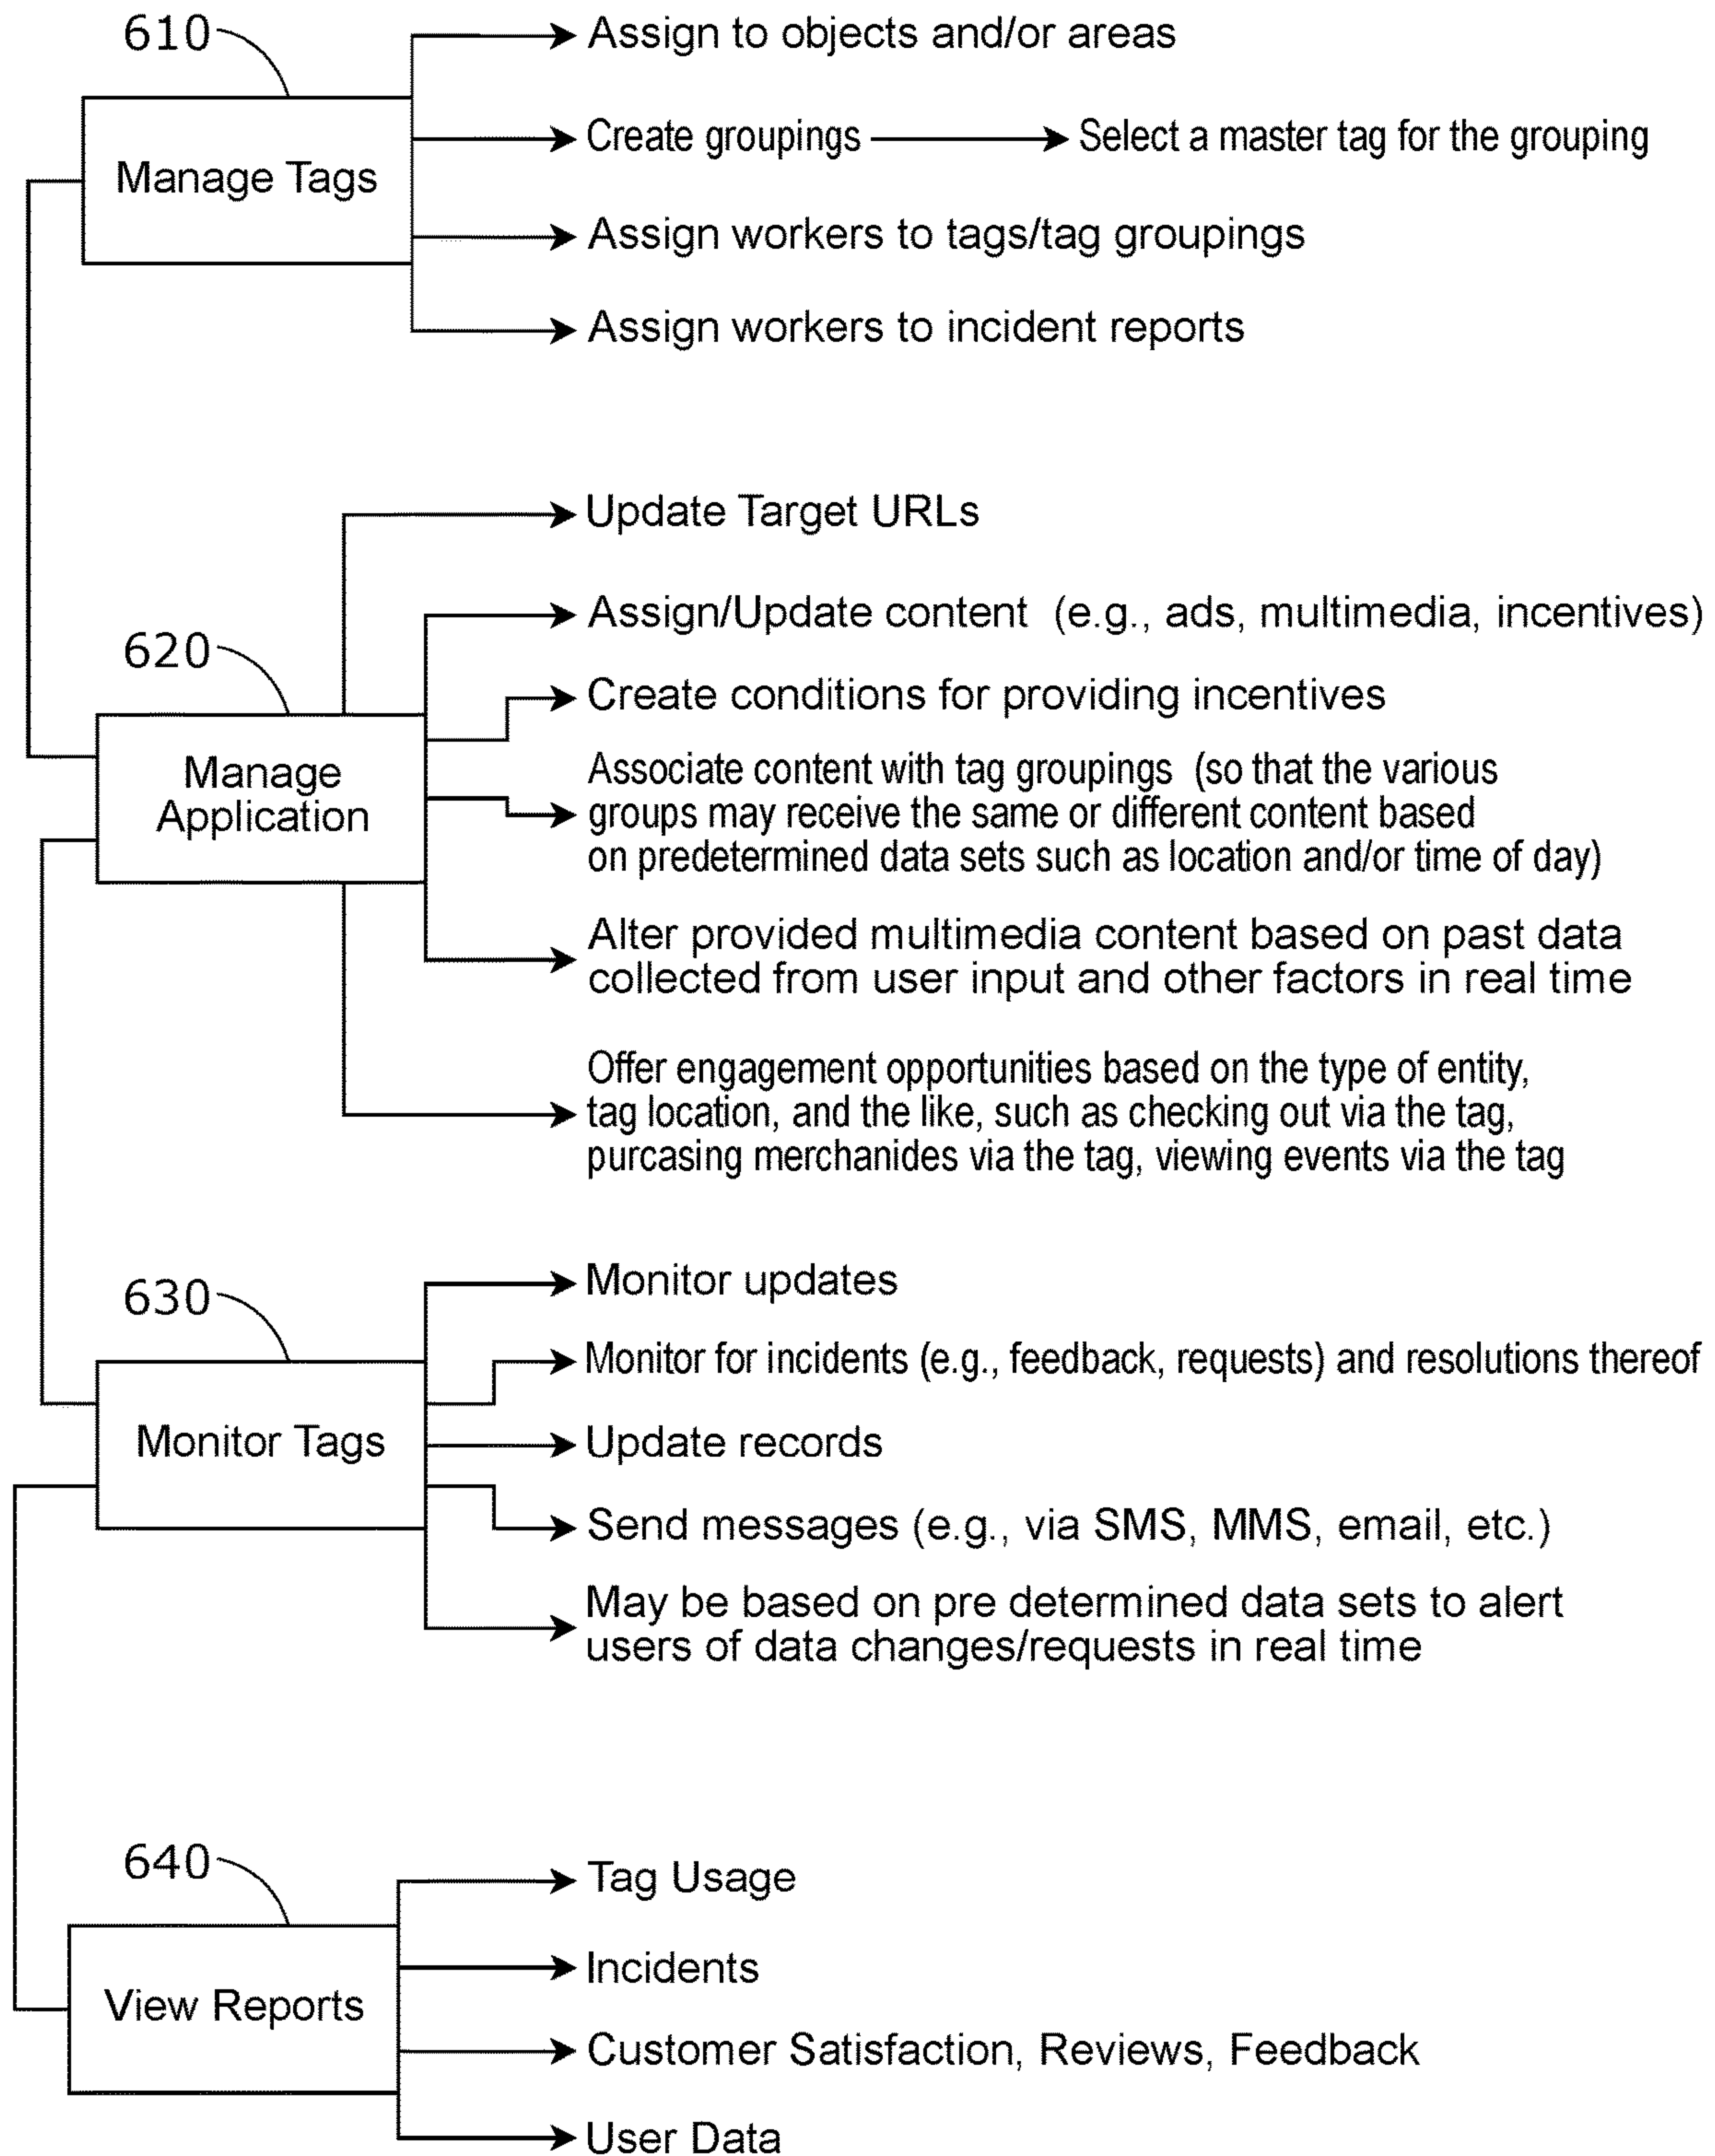 610
Assign to objects and/or areas
Manage Tags
Create groupings
Select a master tag for the grouping
Assign workers to tags/tag groupings
Assign workers to incident reports
620
Manage
Application
Update Target URLs
Assign/Update content (e.g., ads, multimedia, incentives)
Create conditions for providing incentives
Associate content with tag groupings (so that the various
groups may receive the same or different content based
on predetermined data sets such as location and/or time of day)
Alter provided multimedia content based on past data
collected from user input and other factors in real time
Offer engagement opportunities based on the type of entity,
tag location, and the like, such as checking out via the tag,
purcasing merchanides via the tag, viewing events via the tag
630
Monitor Tags
Monitor updates
Monitor for incidents (e.g., feedback, requests) and resolutions thereof
Update records
Send messages (e.g., via SMS, MMS, email, etc.)
May be based on pre determined data sets to alert
users of data changes/requests in real time
640
View Reports
Tag Usage
Incidents
Customer Satisfaction, Reviews, Feedback
User Data